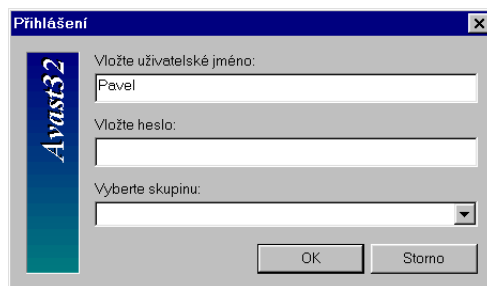 Přihlášení
Avast32
Vložte uživatelské jméno:
Pavel
Vložte heslo:
Vyberte skupinu:
OK
Storno